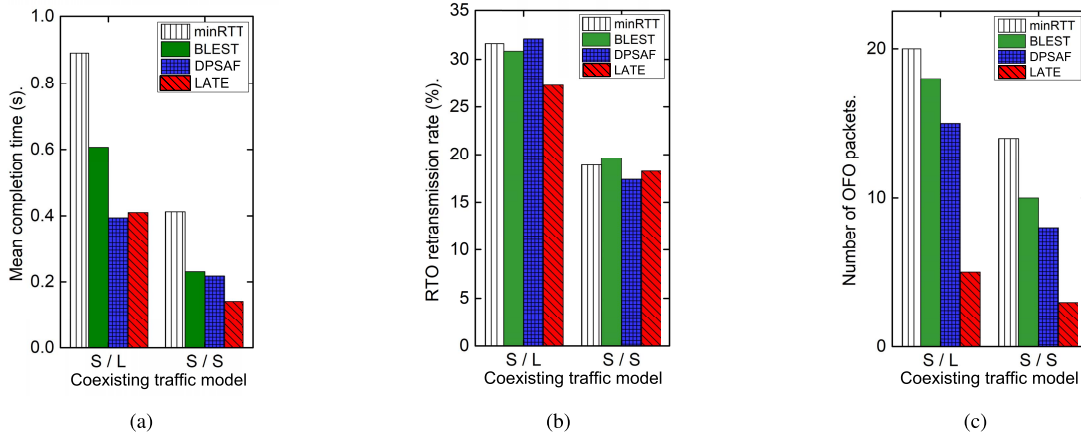 1.0
0.8
0.6
0.4
0.2
0.0
Mean completion time (s).
minRTT
BLEST
DPSAF
LATE
S / L
S / S
Coexisting traffic model
(a)
35
30
25
20
15
10
5
0
RTO retransmission rate (%).
minRTT
BLEST
DPSAF
LATE
S / L
S / S
Coexisting traffic model
(b)
20
10
0
Number of OFO packets.
minRTT
BLEST
DPSAF
LATE
S / L
S / S
Coexisting traffic model
(c)